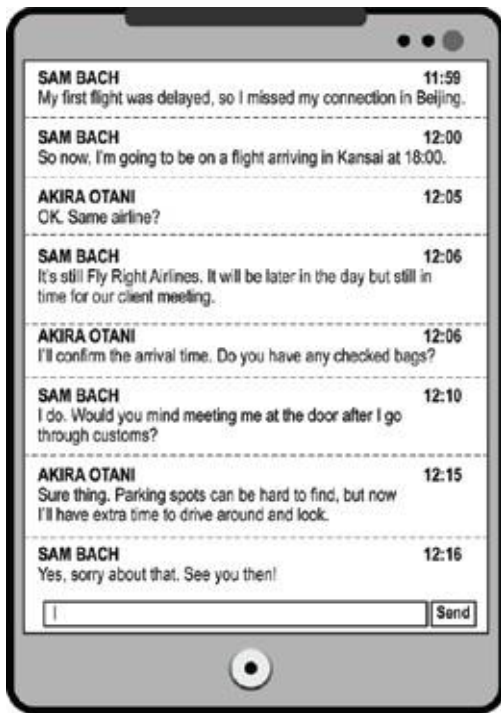 SAM BACH 11:59
My first flight was delayed, so I missed my connection in Beijing.
SAM BACH 12:00
So now, I'm going to be on a flight arriving in Kansai at 18:00.
AKIRA OTANI 12:05
OK. Same airline?
SAM BACH 12:06
It's still Fly Right Airlines. It will be later in the day but still in
time for our client meeting.
AKIRA OTANI 12:06
I'll confirm the arrival time. Do you have any checked bags?
SAM BACH 12:10
I do. Would you mind meeting me at the door after I go
through customs?
AKIRA OTANI 12:15
Sure thing. Parking spots can be hard to find, but now
I'll have extra time to drive around and look.
SAM BACH 12:16
Yes, sorry about that. See you then!
Send